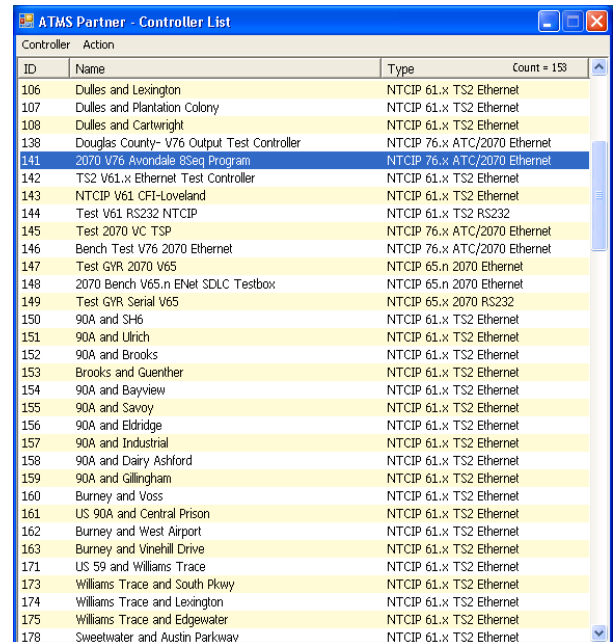 ATMS Partner - Controller List
Controller Action
ID Name Type Count = 153
106 Dulles and Lexington NTCIP 61.x TS2 Ethernet
107 Dulles and Plantation Colony NTCIP 61.x TS2 Ethernet
108 Dulles and Cartwright NTCIP 61.x TS2 Ethernet
138 Douglas County- V76 Output Test Controller NTCIP 76.x ATC/2070 Ethernet
141 2070 V76 Avondale 8Seq Program NTCIP 76.x ATC/2070 Ethernet
142 TS2 V61.x Ethernet Test Controller NTCIP 61.x TS2 Ethernet
143 NTCIP V61 CFI-Loveland NTCIP 61.x TS2 Ethernet
144 Test V61 RS232 NTCIP NTCIP 61.x TS2 RS232
145 Test 2070 VC TSP NTCIP 76.x ATC/2070 Ethernet
146 Bench Test V76 2070 Ethernet NTCIP 76.x ATC/2070 Ethernet
147 Test GYR 2070 V65 NTCIP 65.n 2070 Ethernet
148 2070 Bench V65.n ENet SDLC Testbox NTCIP 65.n 2070 Ethernet
149 Test GYR Serial V65 NTCIP 65.x 2070 RS232
150 90A and SH6 NTCIP 61.x TS2 Ethernet
151 90A and Ulrich NTCIP 61.x TS2 Ethernet
152 90A and Brooks NTCIP 61.x TS2 Ethernet
153 Brooks and Guenther NTCIP 61.x TS2 Ethernet
154 90A and Bayview NTCIP 61.x TS2 Ethernet
155 90A and Savoy NTCIP 61.x TS2 Ethernet
156 90A and Eldridge NTCIP 61.x TS2 Ethernet
157 90A and Industrial NTCIP 61.x TS2 Ethernet
158 90A and Dairy Ashford NTCIP 61.x TS2 Ethernet
159 90A and Gillingham NTCIP 61.x TS2 Ethernet
160 Burney and Voss NTCIP 61.x TS2 Ethernet
161 US 90A and Central Prison NTCIP 61.x TS2 Ethernet
162 Burney and West Airport NTCIP 61.x TS2 Ethernet
163 Burney and Vinehill Drive NTCIP 61.x TS2 Ethernet
171 US 59 and Williams Trace NTCIP 61.x TS2 Ethernet
173 Williams Trace and South Pkwy NTCIP 61.x TS2 Ethernet
174 Williams Trace and Lexington NTCIP 61.x TS2 Ethernet
175 Williams Trace and Edgewater NTCIP 61.x TS2 Ethernet
178 Sweetwater and Austin Parkway NTCIP 61.x TS2 Ethernet